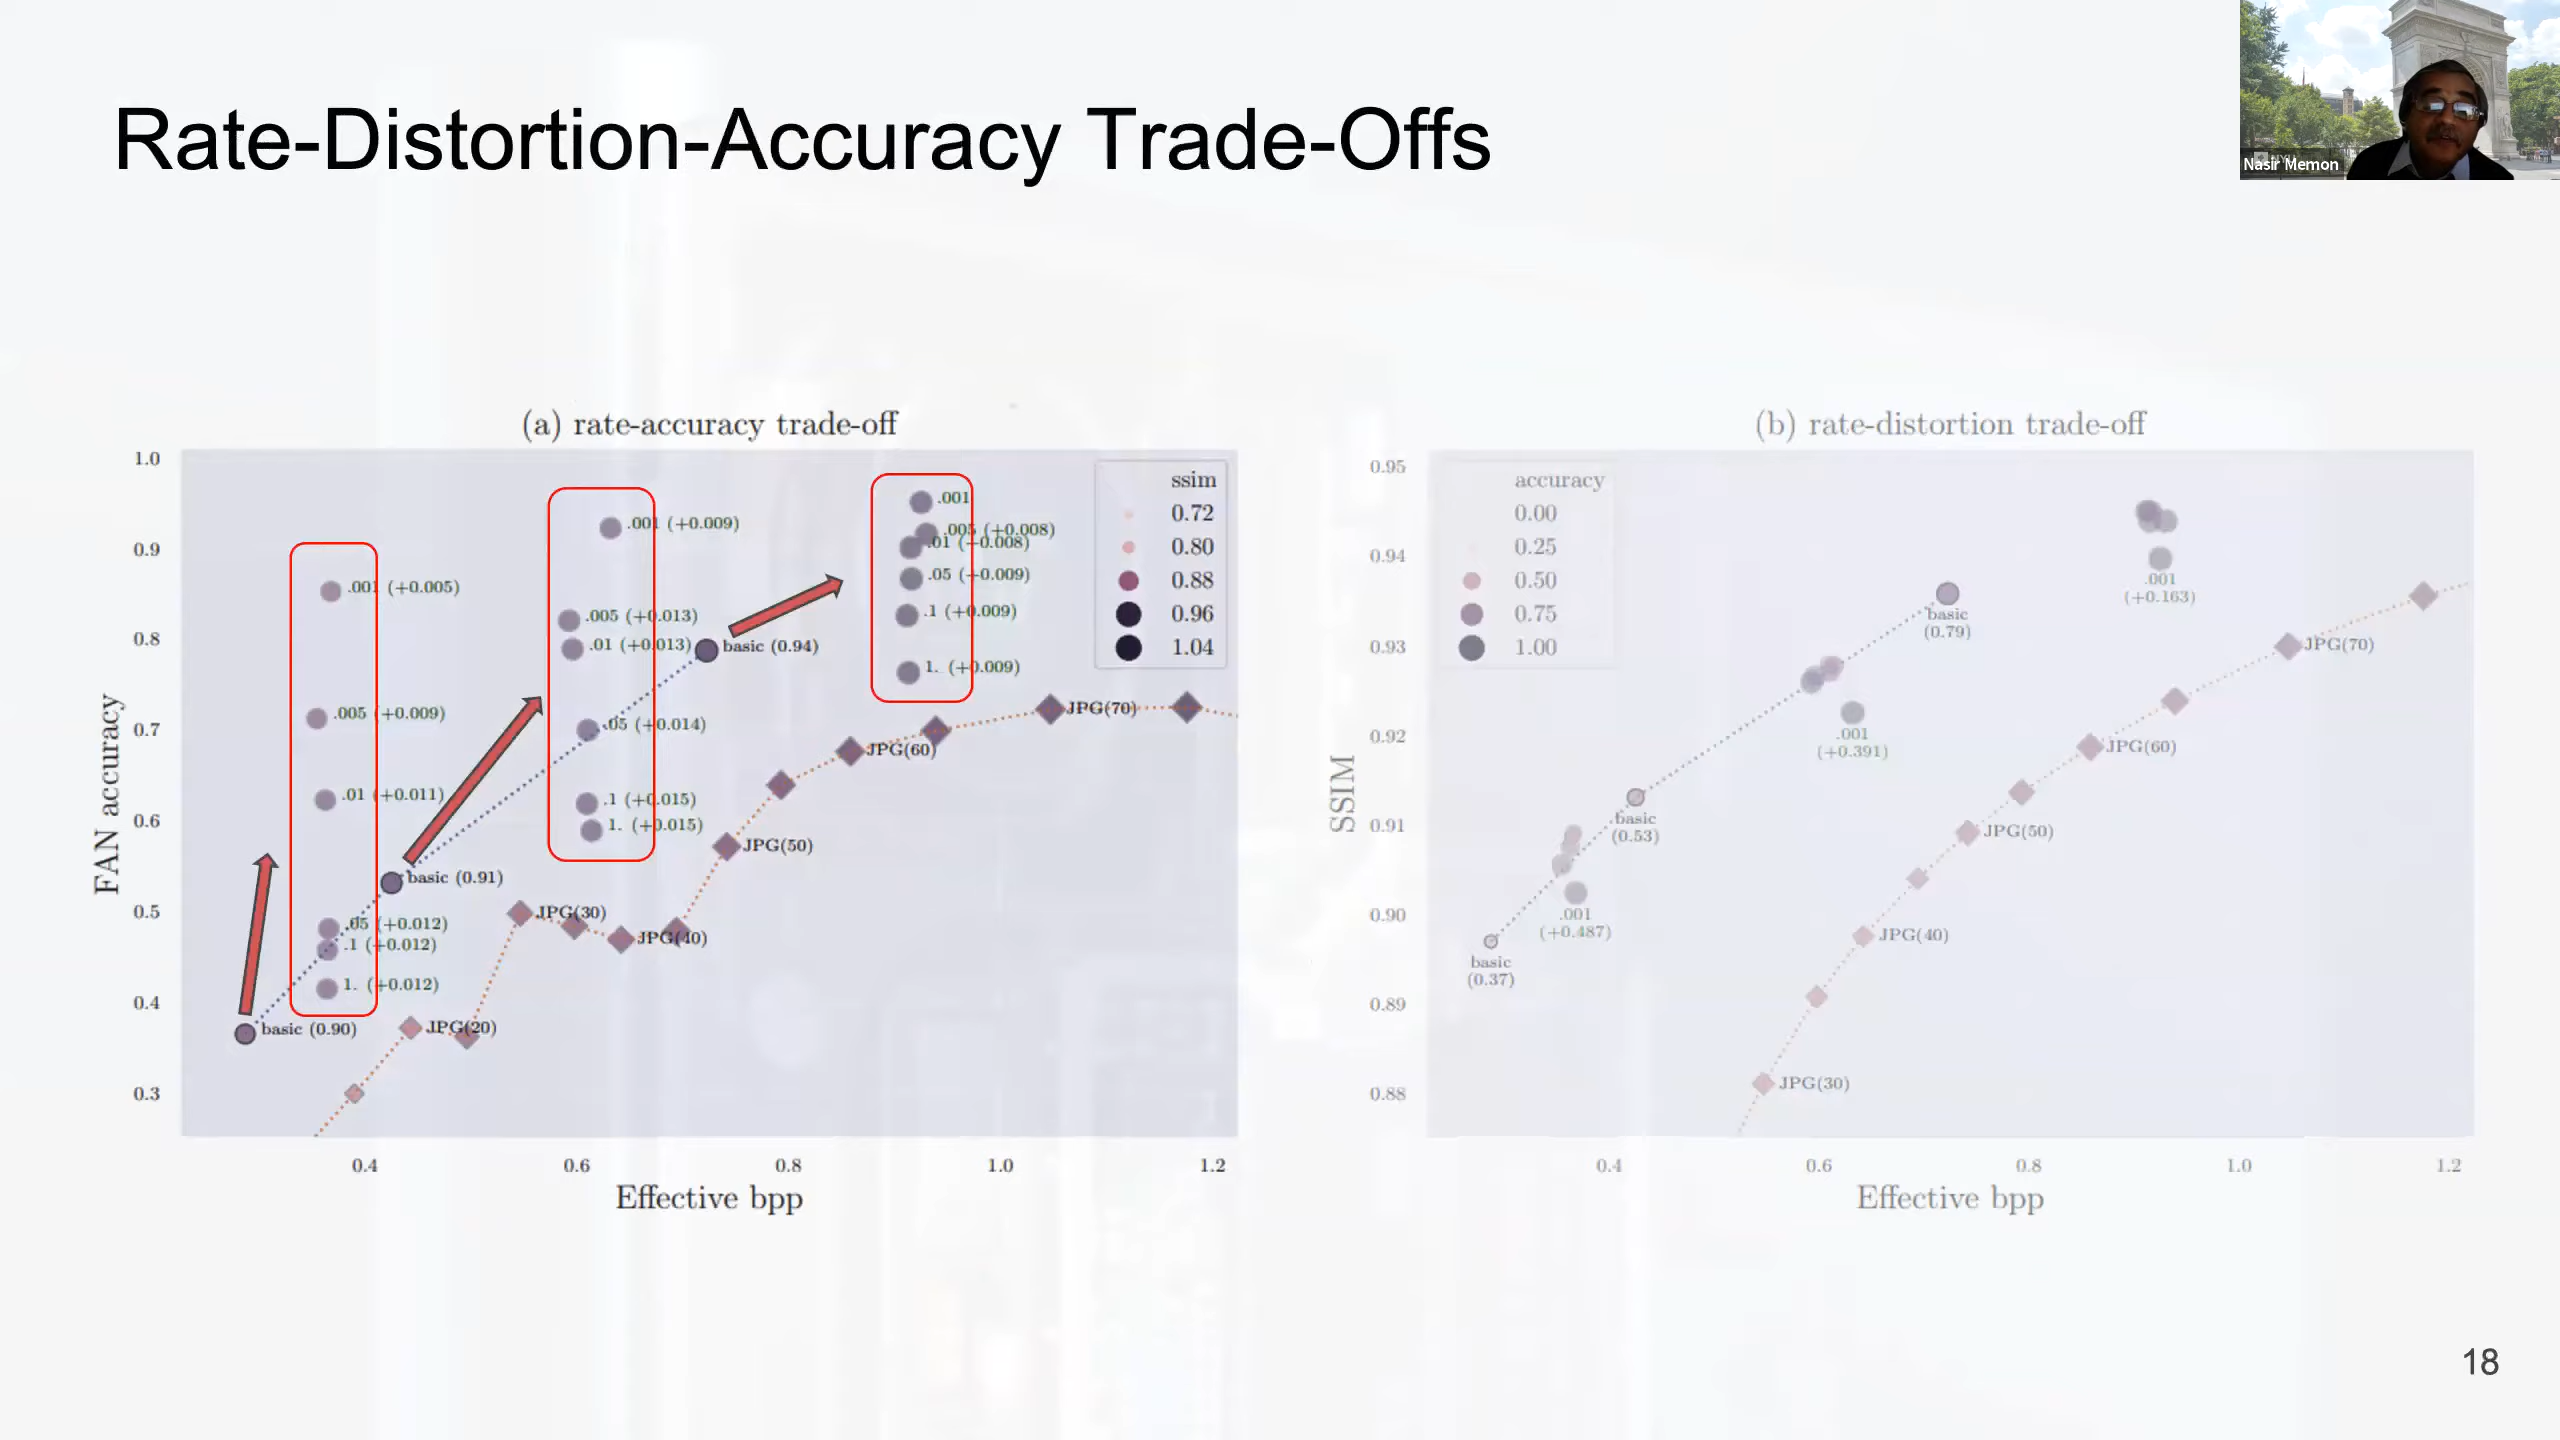 Rate-Distortion-Accuracy Trade-Offs
Nasir Memon
(a) rate-accuracy trade-off
FAN accuracy
1.0
0.9
0.8
0.7
0.6
0.5
0.4
0.3
.001 (+0.005)
.005 (+0.009)
.01 (+0.011)
.05 (+0.012)
.1 (+0.012)
1. (+0.012)
basic (0.90)
basic (0.91)
basic (0.94)
.001 (+0.009)
.005 (+0.013)
.01 (+0.013)
.05 (+0.014)
.1 (+0.015)
1. (+0.015)
.001
.005 (+0.008)
.01 (+0.008)
.05 (+0.009)
.1 (+0.009)
1. (+0.009)
JPG(20)
JPG(30)
JPG(40)
JPG(50)
JPG(60)
JPG(70)
ssim
0.72
0.80
0.88
0.96
1.04
0.4 0.6 0.8 1.0 1.2
Effective bpp
(b) rate-distortion trade-off
SSIM
0.95
0.94
0.93
0.92
0.91
0.90
0.89
0.88
accuracy
0.00
0.25
0.50
0.75
1.00
basic
(0.37)
basic
(0.53)
basic
(0.79)
.001
(+0.487)
.001
(+0.391)
.001
(+0.163)
JPG(30)
JPG(40)
JPG(50)
JPG(60)
JPG(70)
0.4 0.6 0.8 1.0 1.2
Effective bpp
18